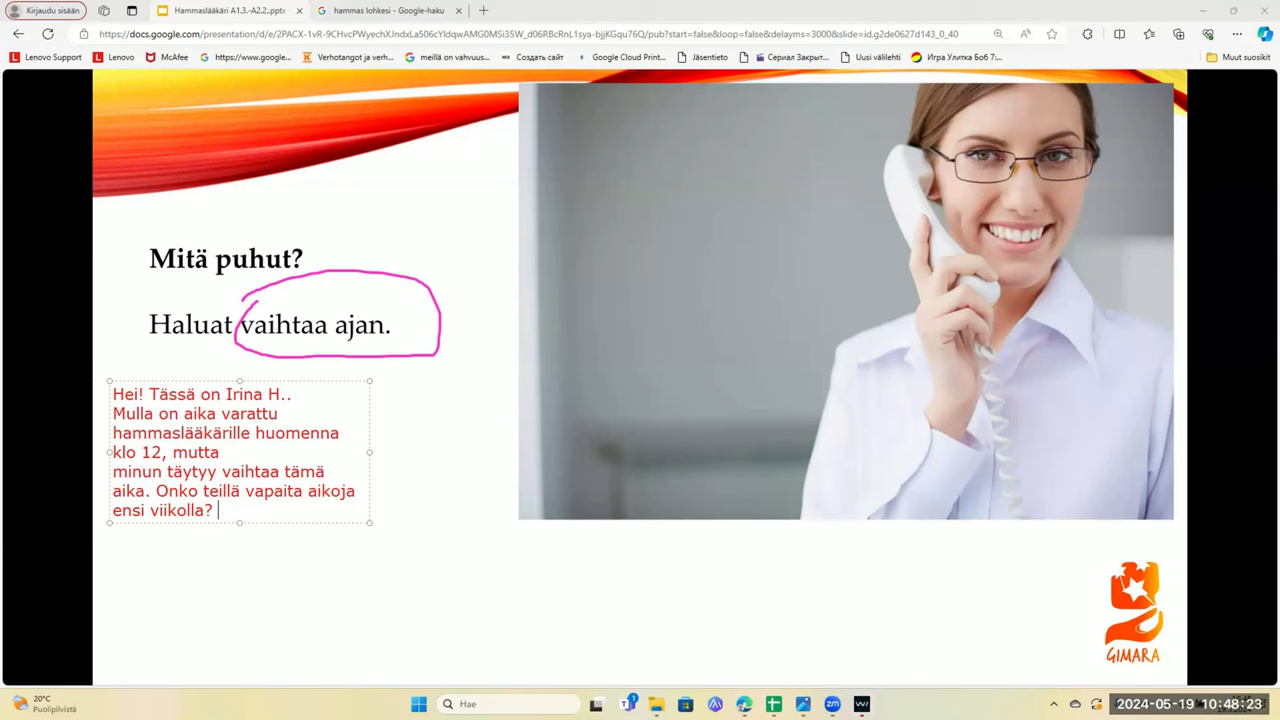 Kirjaudu sisään
Hammaslääkäri A1.3.-A2.2..pptx
hammas lohkesi - Google-haku
https://docs.google.com/presentation/d/e/2PACX-1vR-9CHvcPWyechXJndxLa506cYldqwAMG0MSi35W_d06RBcRnL1sya-bjjKGqu76Q/pub?start=false&loop=false&delayms=3000&slide=id.g2de0627d143_0_40
Lenovo Support
Lenovo
McAfee
https://www.google...
Verhotangot ja verh...
meillä on vahvuus...
Создать сайт
Google Cloud Print...
Jäsentieto
Сериал Закрыт...
Uusi välilehti
Игра Улитка Боб 7:...
Muut suosikit
Mitä puhut?
Haluat vaihtaa ajan.
Hei! Tässä on Irina H..
Mulla on aika varattu
hammaslääkärille huomenna
klo 12, mutta
minun täytyy vaihtaa tämä
aika. Onko teillä vapaita aikoja
ensi viikolla?
GIMARA
20°C
Puolipilvistä
Hae
2024-05-19 10:48:23